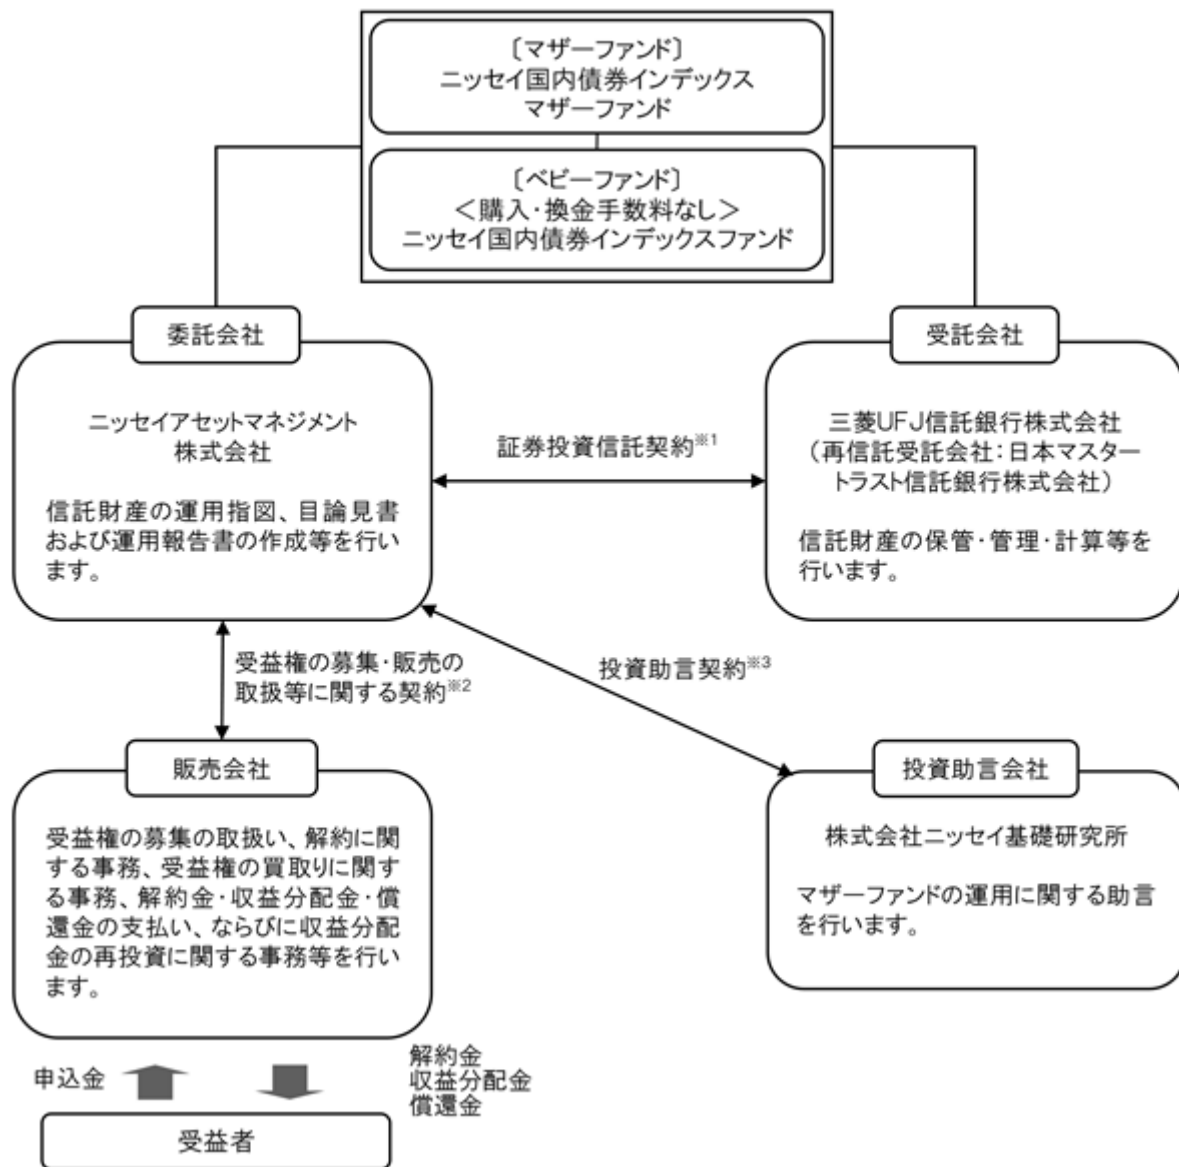 〔マザーファンド〕
ニッセイ国内債券インデックス
マザーファンド
〔ベビーファンド〕
＜購入・換金手数料なし＞
ニッセイ国内債券インデックスファンド
委託会社
ニッセイアセットマネジメント
株式会社
信託財産の運用指図、目論見書
および運用報告書の作成等を行い
ます。
証券投資信託契約※1
受託会社
三菱UFJ信託銀行株式会社
（再信託受託会社：日本マスター
トラスト信託銀行株式会社）
信託財産の保管・管理・計算等を
行います。
受益権の募集・販売の
取扱等に関する契約※2
投資助言契約※3
販売会社
受益権の募集の取扱い、解約に関
する事務、受益権の買取りに関す
る事務、解約金・収益分配金・償
還金の支払い、ならびに収益分配
金の再投資に関する事務等を行い
ます。
投資助言会社
株式会社ニッセイ基礎研究所
マザーファンドの運用に関する助言
を行います。
申込金
解約金
収益分配金
償還金
受益者